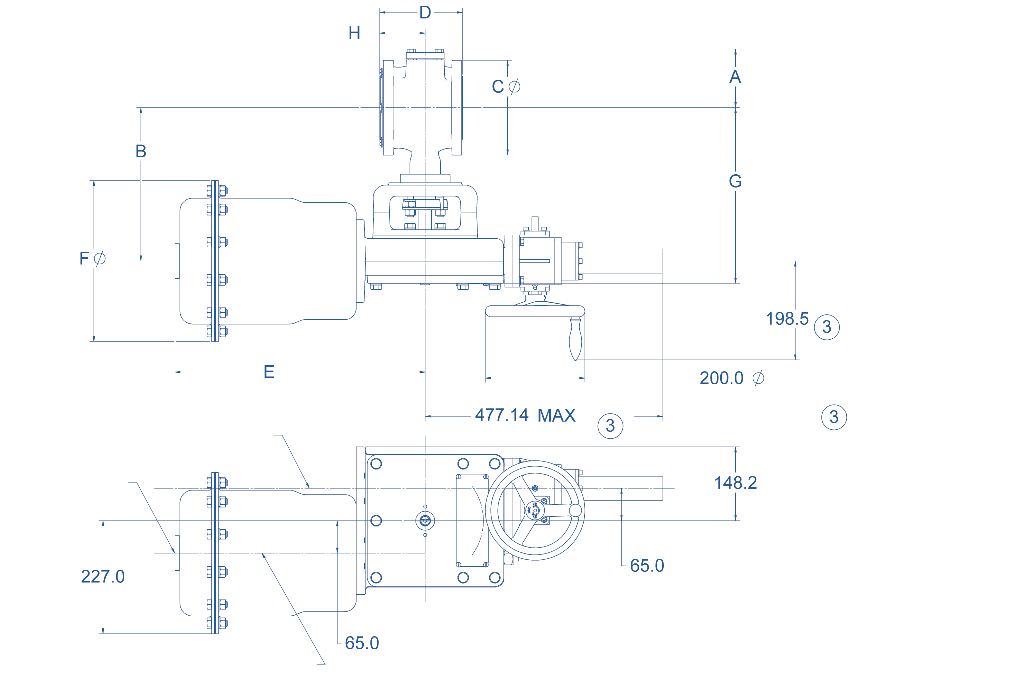 D
H
A
C ⌀
B
G
F ⌀
198.5 3
E
200.0 ⌀
477.14 MAX 3
3
148.2
65.0
227.0
65.0